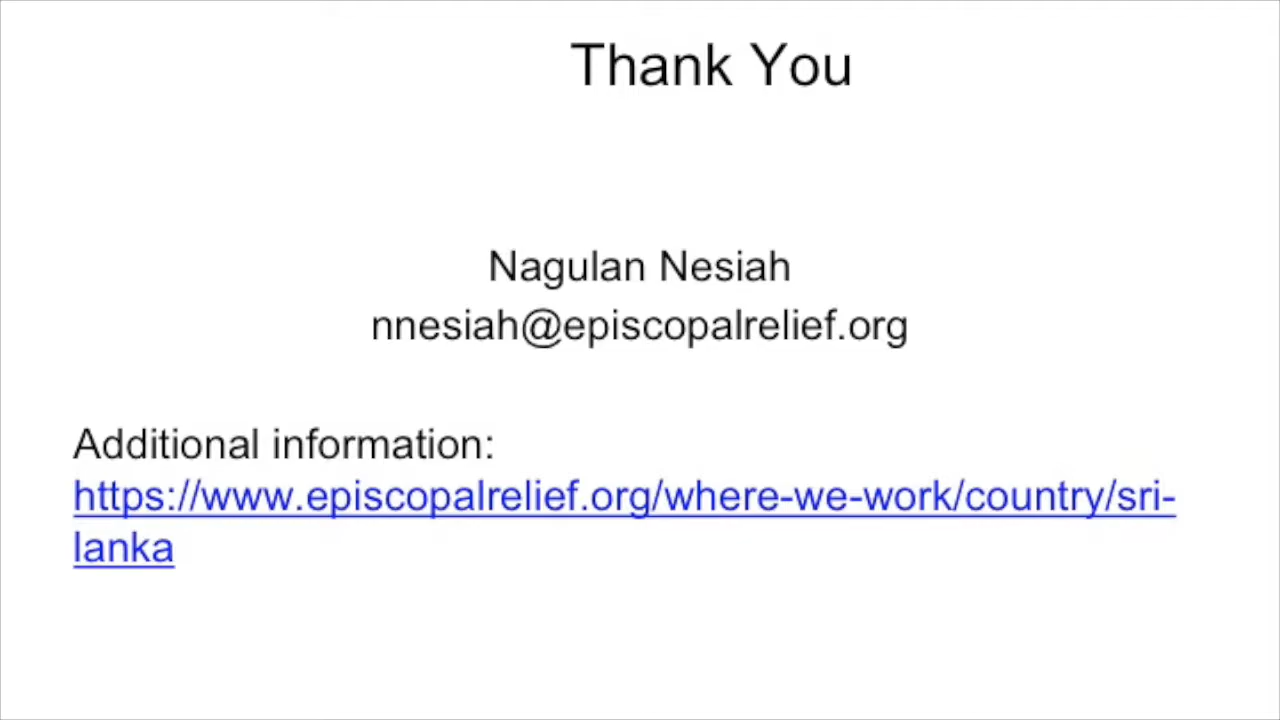 Thank You
Nagulan Nesiah
nnesiah@episcopalrelief.org
Additional information:
https://www.episcopalrelief.org/where-we-work/country/sri-
lanka